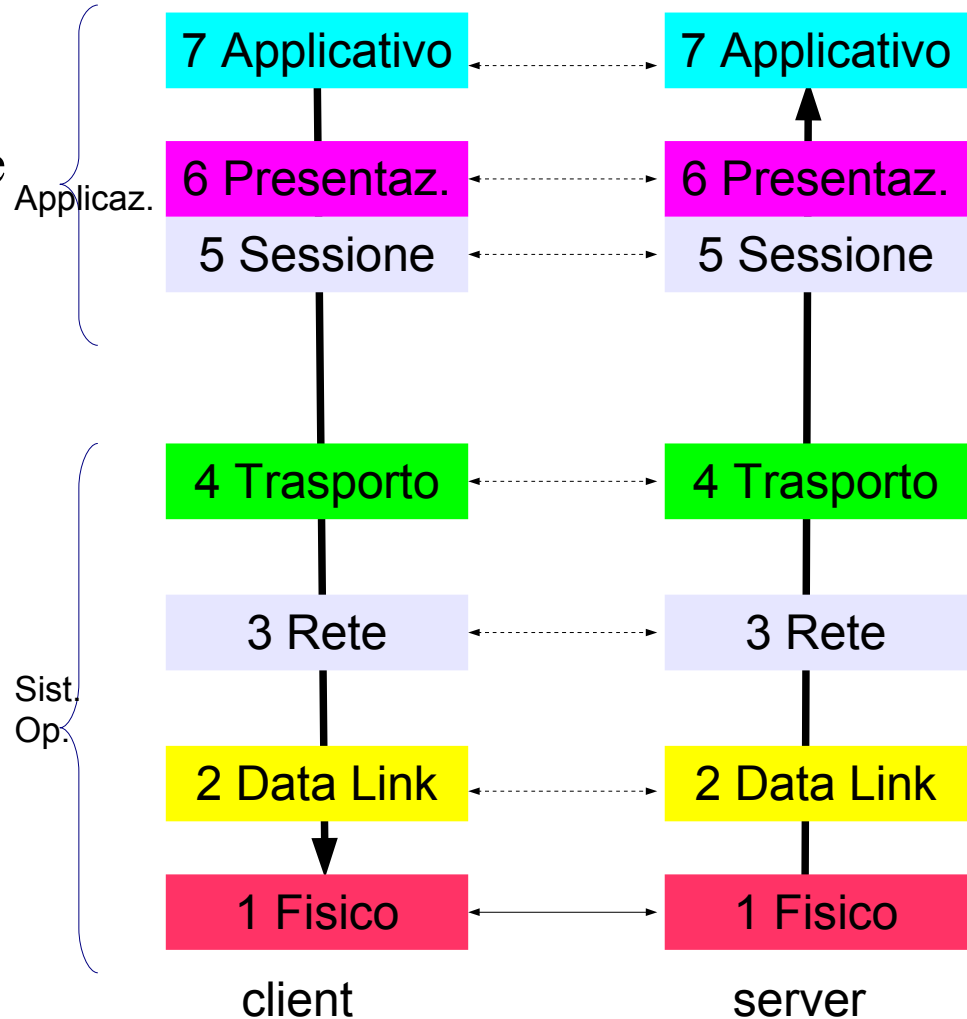 7 Applicativo
7 Applicativo
e
Applicaz.
6 Presentaz.
6 Presentaz.
5 Sessione
5 Sessione
4 Trasporto
4 Trasporto
3 Rete
3 Rete
Sist.
Op.
2 Data Link
2 Data Link
1 Fisico
1 Fisico
client
server